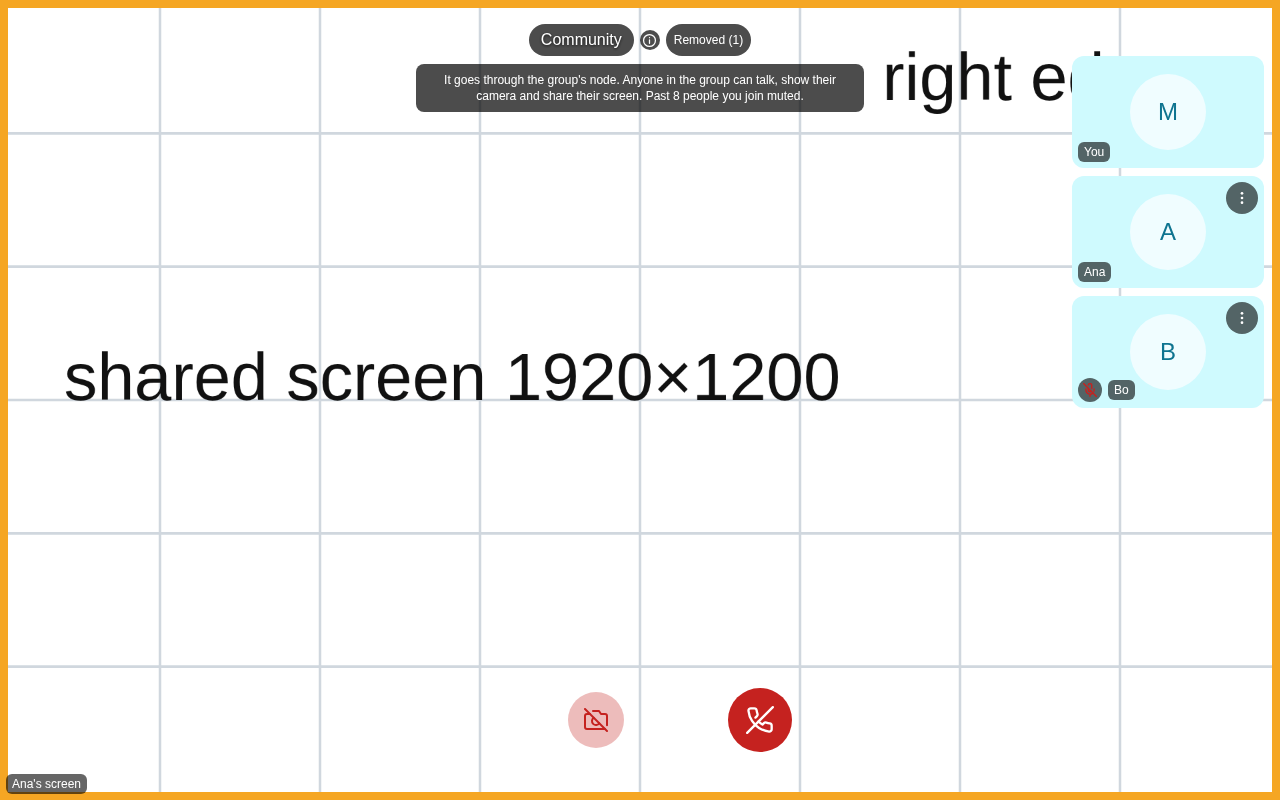 Community
Removed (1)
It goes through the group's node. Anyone in the group can talk, show their
camera and share their screen. Past 8 people you join muted.
right
M
You
A
Ana
B
Bo
shared screen 1920×1200
Ana's screen